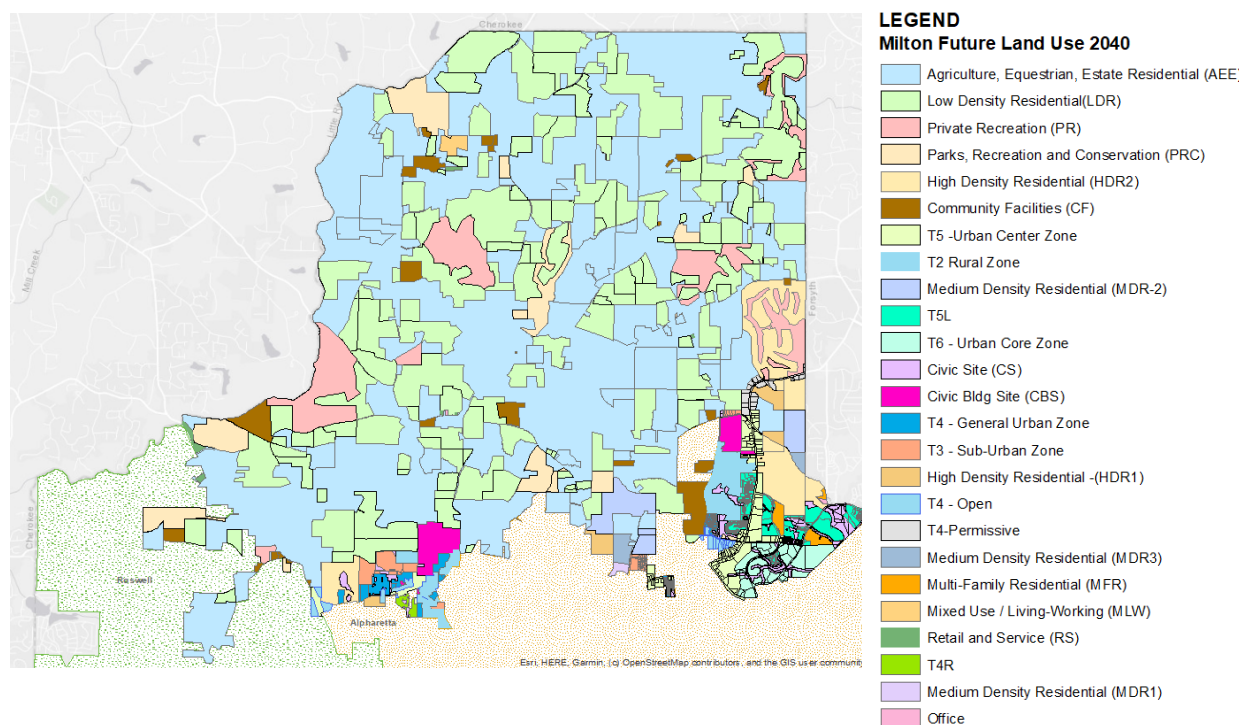 Cherokee
LEGEND
Milton Future Land Use 2040
Agriculture, Equestrian, Estate Residential (AEE)
Low Density Residential(LDR)
Private Recreation (PR)
Parks, Recreation and Conservation (PRC)
High Density Residential (HDR2)
Community Facilities (CF)
T5 -Urban Center Zone
T2 Rural Zone
Medium Density Residential (MDR-2)
T5L
T6 - Urban Core Zone
Civic Site (CS)
Civic Bldg Site (CBS)
T4 - General Urban Zone
T3 - Sub-Urban Zone
High Density Residential -(HDR1)
T4 - Open
T4-Permissive
Medium Density Residential (MDR3)
Multi-Family Residential (MFR)
Mixed Use / Living-Working (MLW)
Retail and Service (RS)
T4R
Medium Density Residential (MDR1)
Office
Little
Mill Creek
Forsyth
Cherokee
Roswell
Alpharetta
Esri, HERE, Garmin, (c) OpenStreetMap contributors, and the GIS user community